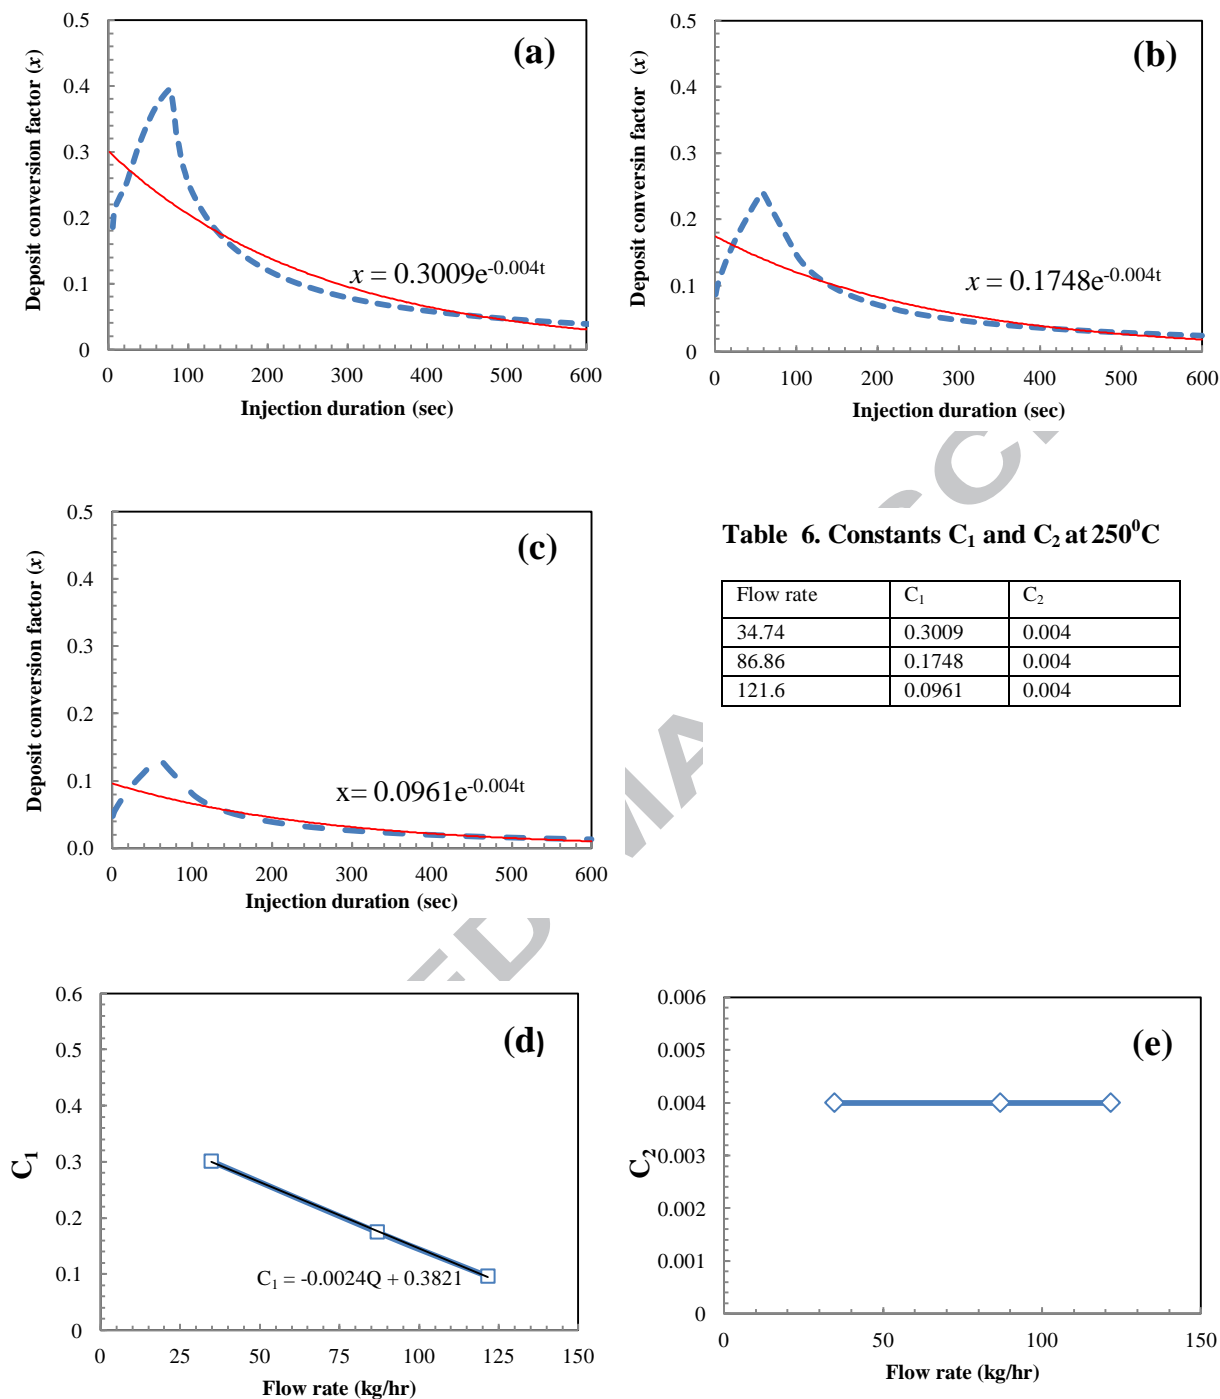 (a)
0.5
0.4
0.3
0.2
0.1
0
Deposit conversion factor (x)
x = 0.3009e-0.004t
0 100 200 300 400 500 600
Injection duration (sec)
(b)
0.5
0.4
0.3
0.2
0.1
0
Deposit conversin factor (x)
x = 0.1748e-0.004t
0 100 200 300 400 500 600
Injection duration (sec)
(c)
0.5
0.4
0.3
0.2
0.1
0.0
Deposit conversion factor (x)
x= 0.0961e-0.004t
0 100 200 300 400 500 600
Injection duration (sec)
Table 6. Constants C1 and C2 at 250⁰C
Flow rate C1 C2
34.74 0.3009 0.004
86.86 0.1748 0.004
121.6 0.0961 0.004
(d)
0.6
0.5
0.4
0.3
0.2
0.1
0
C1
C1 = -0.0024Q + 0.3821
0 25 50 75 100 125 150
Flow rate (kg/hr)
(e)
0.006
0.005
0.004
0.003
0.002
0.001
0
C2
0 50 100 150
Flow rate (kg/hr)